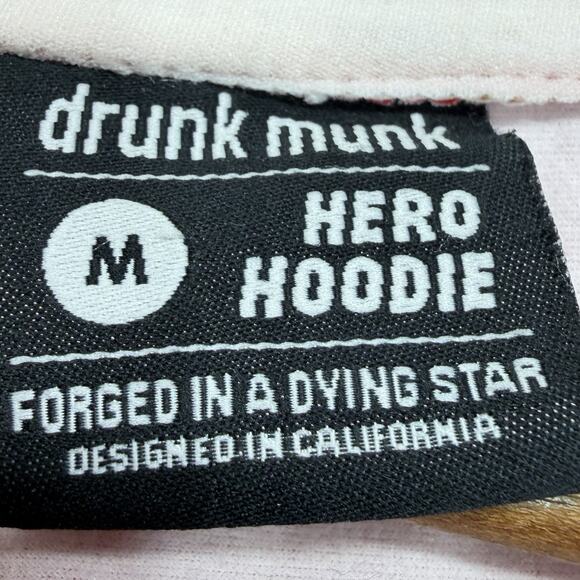 drunk munk
M
HERO
HOODIE
FORGED IN A DYING STAR
DESIGNED IN CALIFORNIA